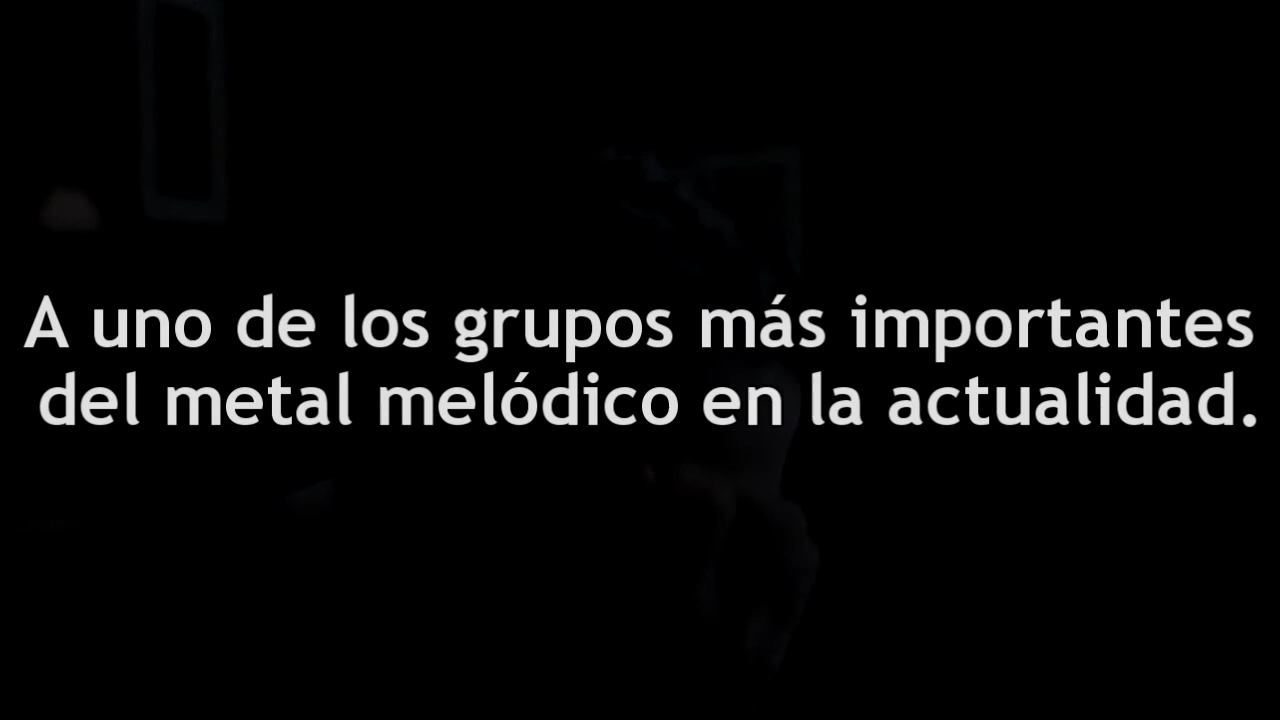 A uno de los grupos más importantes
del metal melódico en la actualidad.